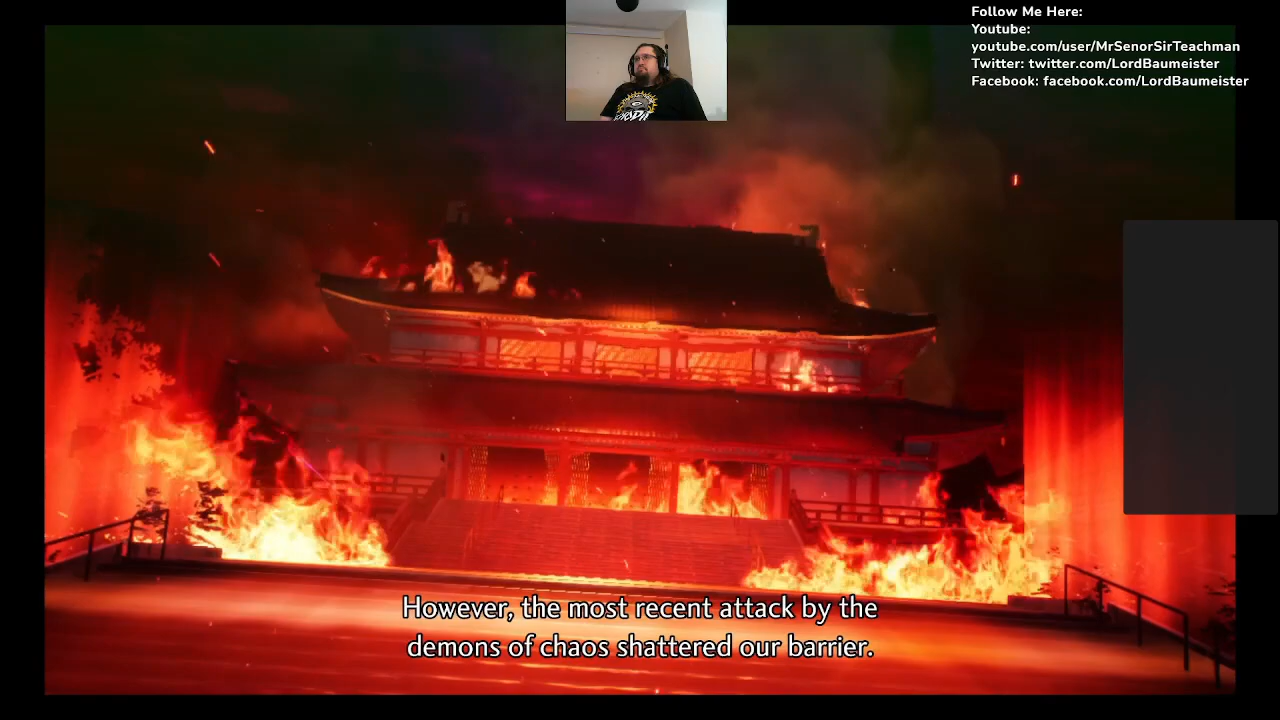 Follow Me Here:
Youtube:
youtube.com/user/MrSenorSirTeachman
Twitter: twitter.com/LordBaumeister
Facebook: facebook.com/LordBaumeister
However, the most recent attack by the
demons of chaos shattered our barrier.